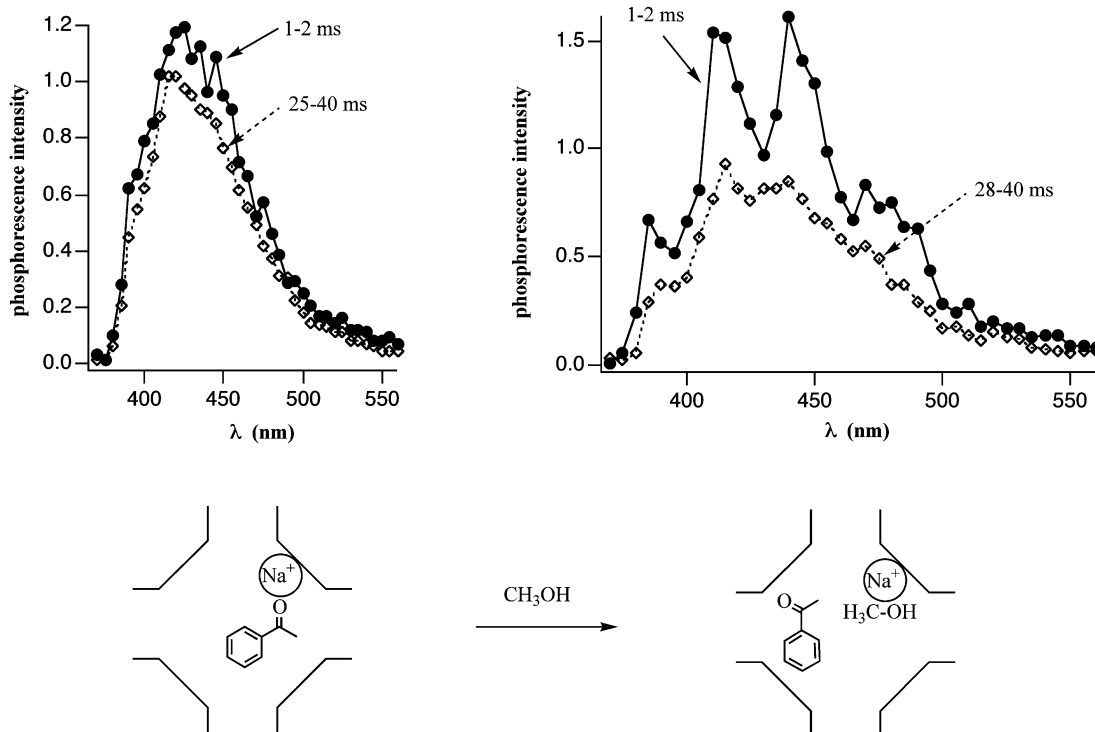 phosphorescence intensity
1.2
1.0
0.8
0.6
0.4
0.2
0.0
1-2 ms
25-40 ms
400 450 500 550
λ (nm)
phosphorescence intensity
1.5
1.0
0.5
0.0
1-2 ms
28-40 ms
400 450 500 550
λ (nm)
Na⁺
O
CH₃OH
Na⁺
O
H₃C-OH